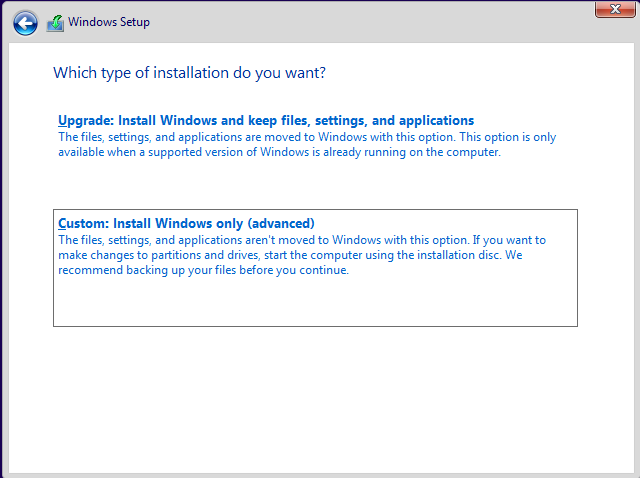 Windows Setup
Which type of installation do you want?
Upgrade: Install Windows and keep files, settings, and applications
The files, settings, and applications are moved to Windows with this option. This option is only
available when a supported version of Windows is already running on the computer.
Custom: Install Windows only (advanced)
The files, settings, and applications aren't moved to Windows with this option. If you want to
make changes to partitions and drives, start the computer using the installation disc. We
recommend backing up your files before you continue.